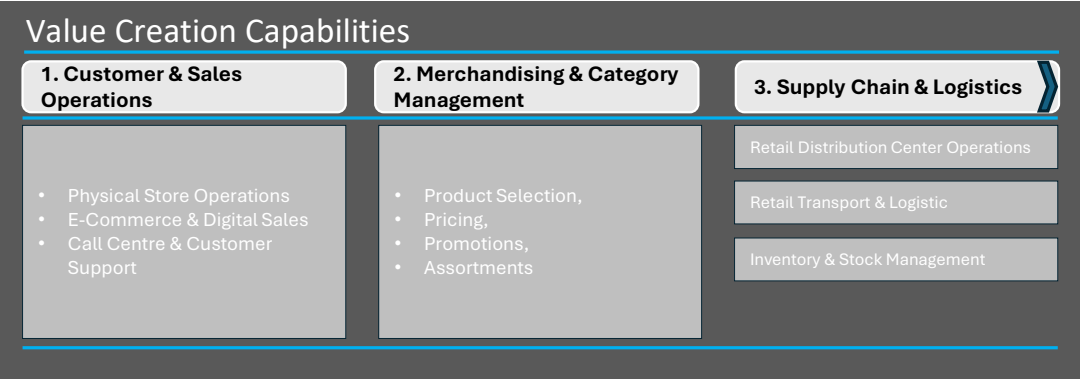 Value Creation Capabilities
1. Customer & Sales
Operations
2. Merchandising & Category
Management
3. Supply Chain & Logistics
• Physical Store Operations
• E-Commerce & Digital Sales
• Call Centre & Customer
Support
• Product Selection,
• Pricing,
• Promotions,
• Assortments
Retail Distribution Center Operations
Retail Transport & Logistic
Inventory & Stock Management